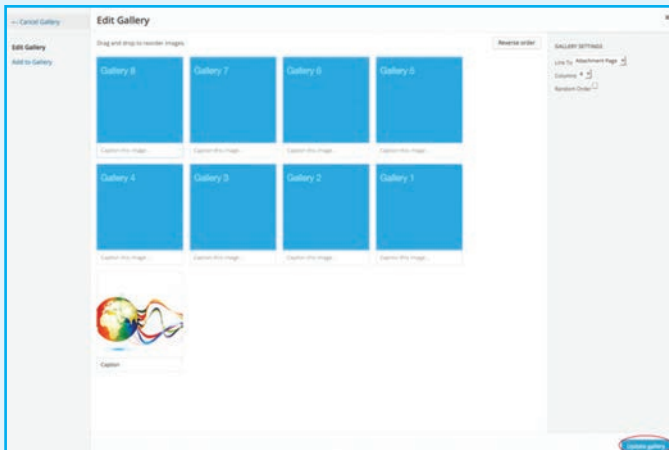 ← Cancel Gallery
Edit Gallery
Edit Gallery
Add to Gallery
Drag and drop to reorder images.
Reverse order
Gallery 8
Gallery 7
Gallery 6
Gallery 5
Caption this image...
Caption this image...
Caption this image...
Caption this image...
Gallery 4
Gallery 3
Gallery 2
Gallery 1
Caption this image...
Caption this image...
Caption this image...
Caption this image...
Caption
GALLERY SETTINGS
Link To Attachment Page
Columns 4
Random Order
Update gallery